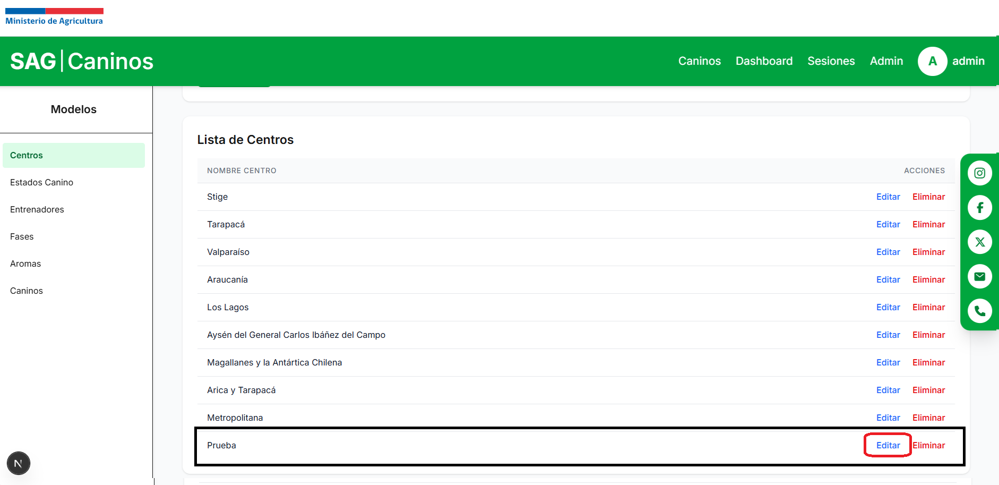 Ministerio de Agricultura
SAG|Caninos
Caninos Dashboard Sesiones Admin A admin
Modelos
Centros
Estados Canino
Entrenadores
Fases
Aromas
Caninos
Lista de Centros
NOMBRE CENTRO ACCIONES
Stige Editar Eliminar
Tarapacá Editar Eliminar
Valparaíso Editar Eliminar
Araucanía Editar Eliminar
Los Lagos Editar Eliminar
Aysén del General Carlos Ibáñez del Campo Editar Eliminar
Magallanes y la Antártica Chilena Editar Eliminar
Arica y Tarapacá Editar Eliminar
Metropolitana Editar Eliminar
Prueba Editar Eliminar
N